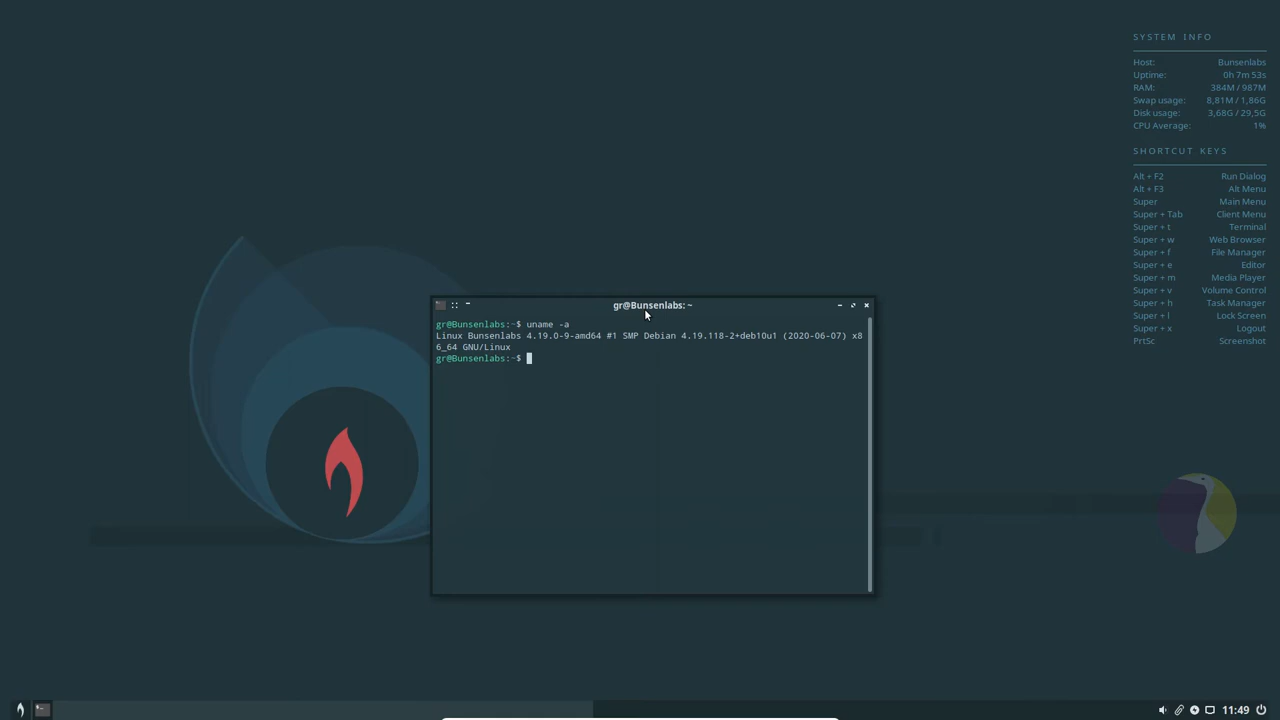 SYSTEM INFO
Host: Bunsenlabs
Uptime: 0h 7m 53s
RAM: 384M / 987M
Swap usage: 8,81M / 1,86G
Disk usage: 3,68G / 29,5G
CPU Average: 1%
SHORTCUT KEYS
Alt + F2 Run Dialog
Alt + F3 Alt Menu
Super Main Menu
Super + Tab Client Menu
Super + t Terminal
Super + w Web Browser
Super + f File Manager
Super + e Editor
Super + m Media Player
Super + v Volume Control
Super + h Task Manager
Super + l Lock Screen
Super + x Logout
PrtSc Screenshot
gr@Bunsenlabs: ~
gr@Bunsenlabs:~$ uname -a
Linux Bunsenlabs 4.19.0-9-amd64 #1 SMP Debian 4.19.118-2+deb10u1 (2020-06-07) x8
6_64 GNU/Linux
gr@Bunsenlabs:~$
11:49